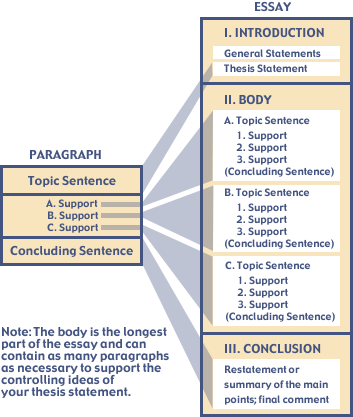 PARAGRAPH
Topic Sentence
A. Support
B. Support
C. Support
Concluding Sentence
Note: The body is the longest
part of the essay and can
contain as many paragraphs
as necessary to support the
controlling ideas of
your thesis statement.
ESSAY
I. INTRODUCTION
General Statements
Thesis Statement
II. BODY
A. Topic Sentence
1. Support
2. Support
3. Support
(Concluding Sentence)
B. Topic Sentence
1. Support
2. Support
3. Support
(Concluding Sentence)
C. Topic Sentence
1. Support
2. Support
3. Support
(Concluding Sentence)
III. CONCLUSION
Restatement or
summary of the main
points; final comment